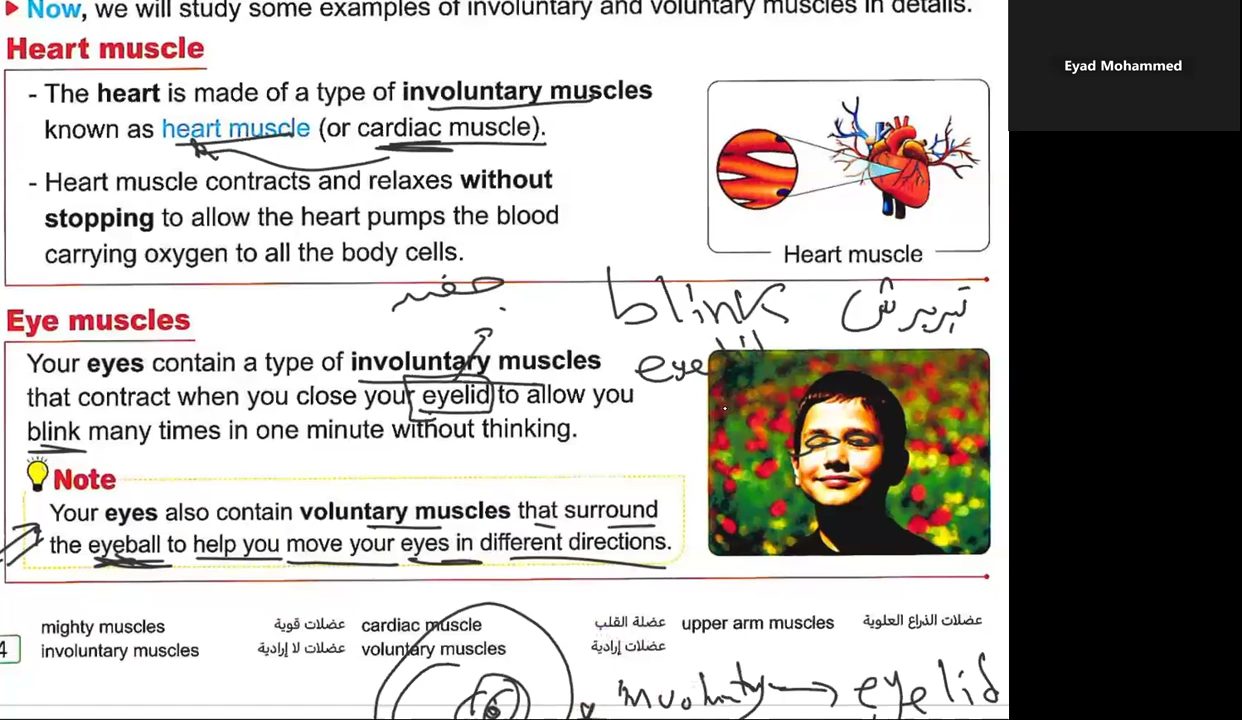 ▶ Now, we will study some examples of involuntary and voluntary muscles in details.
Heart muscle
- The heart is made of a type of involuntary muscles
known as heart muscle (or cardiac muscle).
- Heart muscle contracts and relaxes without
stopping to allow the heart pumps the blood
carrying oxygen to all the body cells.
Heart muscle
Eyad Mohammed
جفن
blink تبربش
Eye muscles
eyelid
Your eyes contain a type of involuntary muscles
that contract when you close your eyelid to allow you
blink many times in one minute without thinking.
Note
Your eyes also contain voluntary muscles that surround
the eyeball to help you move your eyes in different directions.
mighty muscles عضلات قوية cardiac muscle عضلة القلب upper arm muscles عضلات الذراع العلوية
involuntary muscles عضلات لا إرادية voluntary muscles عضلات إرادية
4
→ eyelid